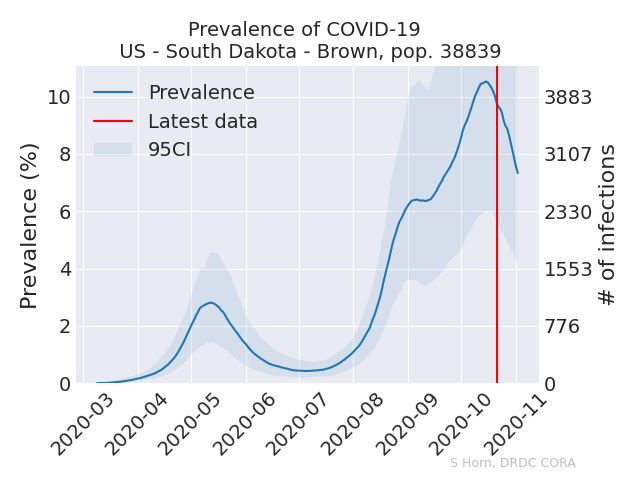 Prevalence of COVID-19
US - South Dakota - Brown, pop. 38839
Prevalence
Latest data
95CI
Prevalence (%)
10
8
6
4
2
0
3883
3107
2330
1553
776
0
# of infections
2020-03
2020-04
2020-05
2020-06
2020-07
2020-08
2020-09
2020-10
2020-11
S Horn, DRDC CORA